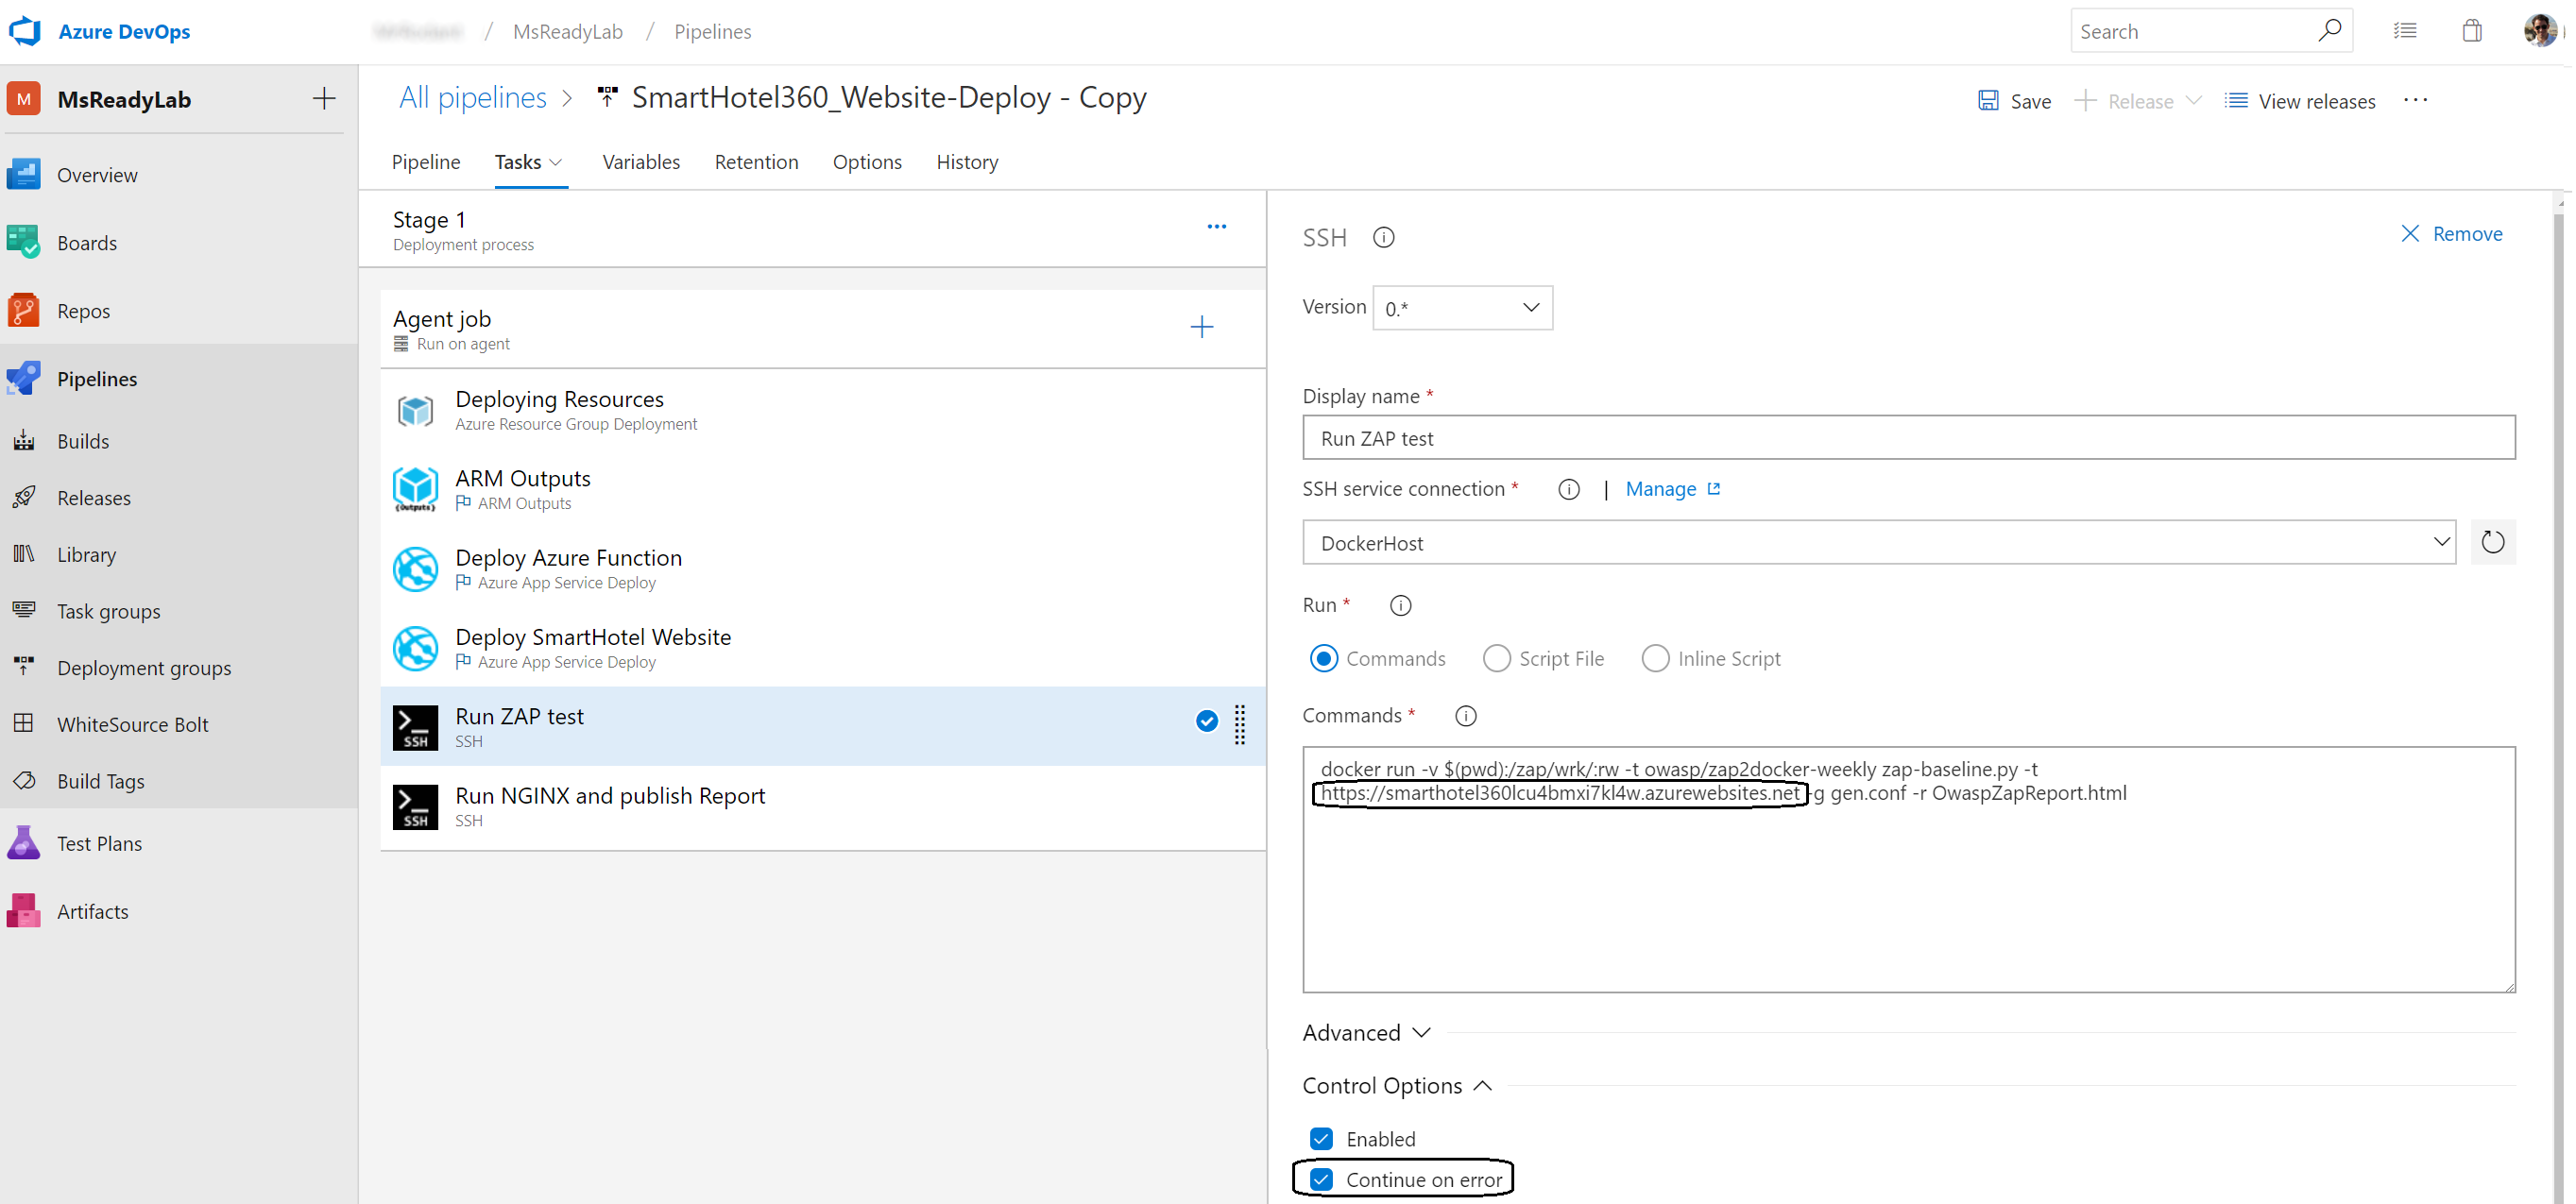 Azure DevOps
/ MsReadyLab / Pipelines
Search
M MsReadyLab
Overview
Boards
Repos
Pipelines
Builds
Releases
Library
Task groups
Deployment groups
WhiteSource Bolt
Build Tags
Test Plans
Artifacts
All pipelines > SmartHotel360_Website-Deploy - Copy
Save
Release
View releases
...
Pipeline Tasks Variables Retention Options History
Stage 1
Deployment process
...
Agent job
Run on agent
Deploying Resources
Azure Resource Group Deployment
{Outputs}
ARM Outputs
ARM Outputs
Deploy Azure Function
Azure App Service Deploy
Deploy SmartHotel Website
Azure App Service Deploy
SSH
Run ZAP test
SSH
SSH
Run NGINX and publish Report
SSH
SSH
Remove
Version 0.*
Display name *
Run ZAP test
SSH service connection * | Manage
DockerHost
Run *
Commands Script File Inline Script
Commands *
docker run -v $(pwd):/zap/wrk/:rw -t owasp/zap2docker-weekly zap-baseline.py -t
https://smarthotel360lcu4bmxi7kl4w.azurewebsites.net g gen.conf -r OwaspZapReport.html
Advanced
Control Options
Enabled
Continue on error